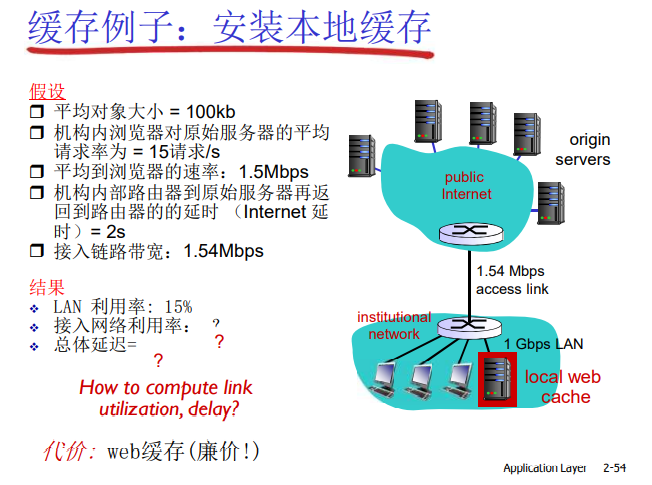 缓存例子：安装本地缓存
假设
平均对象大小 = 100kb
机构内浏览器对原始服务器的平均
请求率为 = 15请求/s
平均到浏览器的速率：1.5Mbps
机构内部路由器到原始服务器再返
回到路由器的的延时 （Internet 延
时）= 2s
接入链路带宽：1.54Mbps
结果
LAN 利用率: 15%
接入网络利用率： ?
?
总体延迟=
?
How to compute link
utilization, delay?
代价: web缓存(廉价!)
origin
servers
public
Internet
1.54 Mbps
access link
institutional
network
1 Gbps LAN
local web
cache
Application Layer 2-54